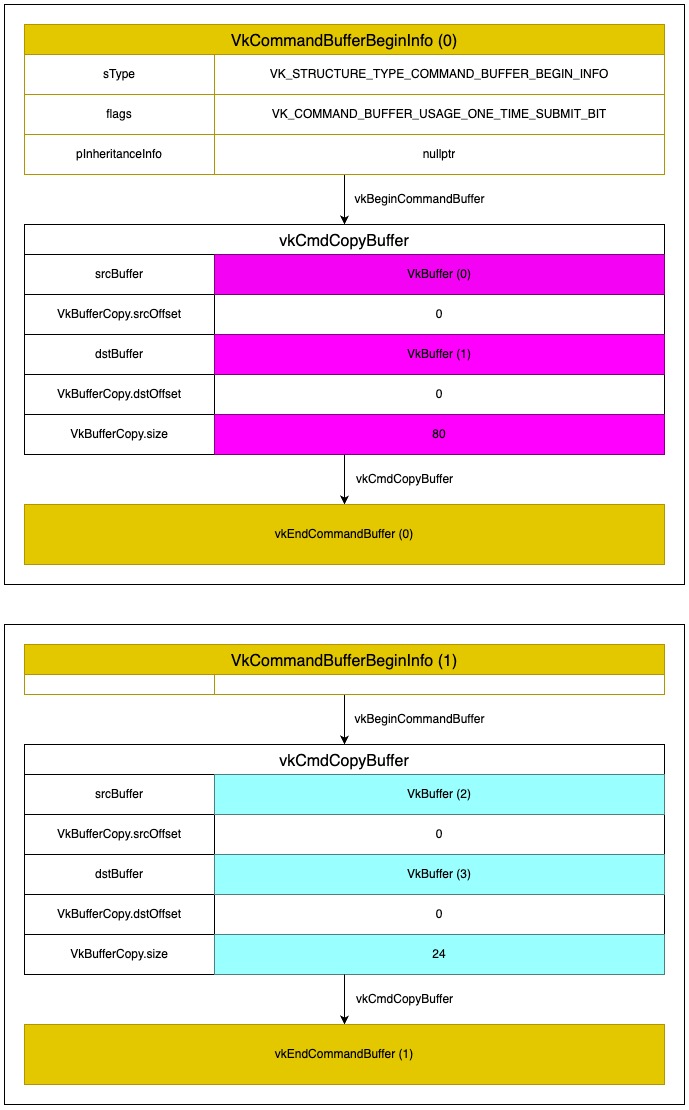 VkCommandBufferBeginInfo (0)
sType VK_STRUCTURE_TYPE_COMMAND_BUFFER_BEGIN_INFO
flags VK_COMMAND_BUFFER_USAGE_ONE_TIME_SUBMIT_BIT
pInheritanceInfo nullptr
vkBeginCommandBuffer
vkCmdCopyBuffer
srcBuffer VkBuffer (0)
VkBufferCopy.srcOffset 0
dstBuffer VkBuffer (1)
VkBufferCopy.dstOffset 0
VkBufferCopy.size 80
vkCmdCopyBuffer
vkEndCommandBuffer (0)
VkCommandBufferBeginInfo (1)
vkBeginCommandBuffer
vkCmdCopyBuffer
srcBuffer VkBuffer (2)
VkBufferCopy.srcOffset 0
dstBuffer VkBuffer (3)
VkBufferCopy.dstOffset 0
VkBufferCopy.size 24
vkCmdCopyBuffer
vkEndCommandBuffer (1)